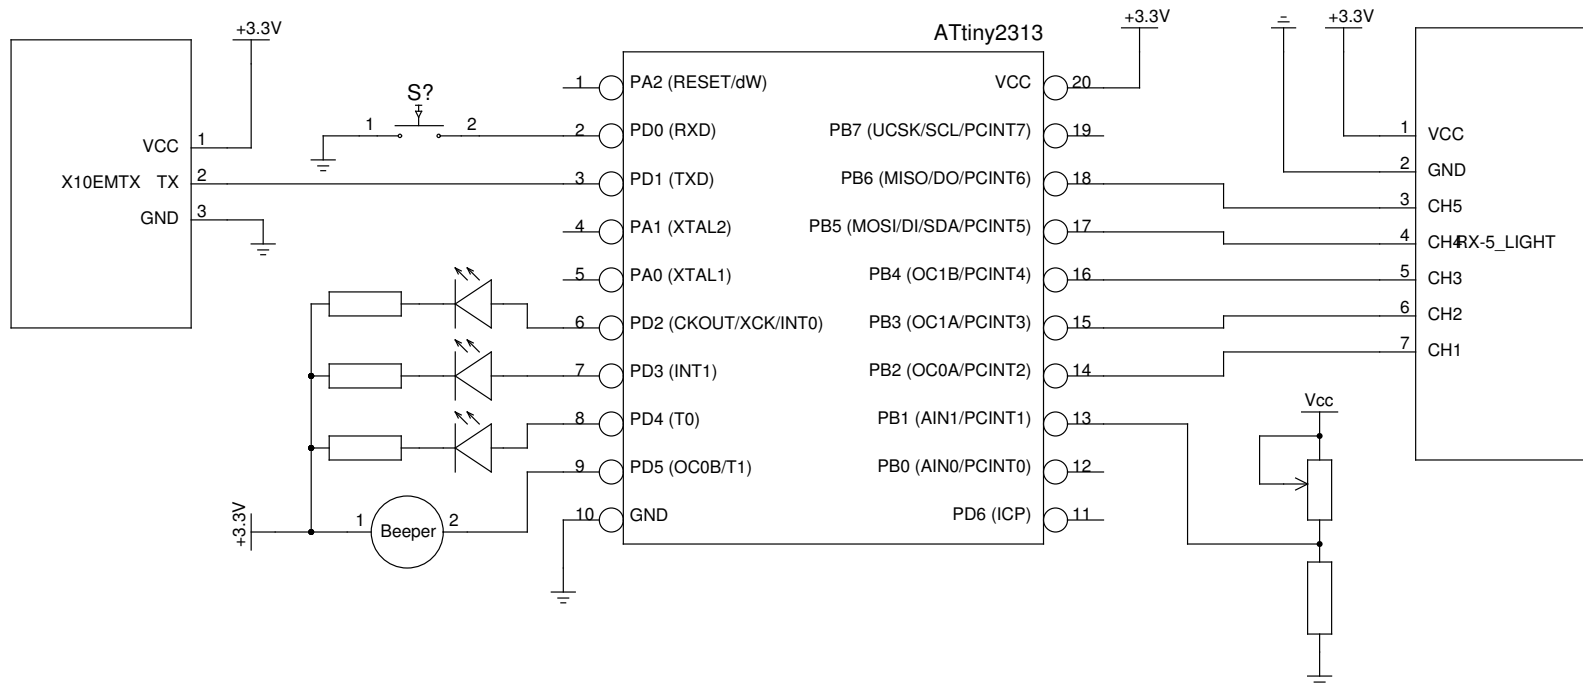 +3.3V
X10EMTX
VCC 1
TX 2
GND 3
S?
1 2
ATtiny2313
1 PA2 (RESET/dW)
2 PD0 (RXD)
3 PD1 (TXD)
4 PA1 (XTAL2)
5 PA0 (XTAL1)
6 PD2 (CKOUT/XCK/INT0)
7 PD3 (INT1)
8 PD4 (T0)
9 PD5 (OC0B/T1)
10 GND
VCC 20
PB7 (UCSK/SCL/PCINT7) 19
PB6 (MISO/DO/PCINT6) 18
PB5 (MOSI/DI/SDA/PCINT5) 17
PB4 (OC1B/PCINT4) 16
PB3 (OC1A/PCINT3) 15
PB2 (OC0A/PCINT2) 14
PB1 (AIN1/PCINT1) 13
PB0 (AIN0/PCINT0) 12
PD6 (ICP) 11
+3.3V
1 Beeper 2
+3.3V
+3.3V
1 VCC
2 GND
3 CH5
4 CH4
RX-5_LIGHT
5 CH3
6 CH2
7 CH1
Vcc